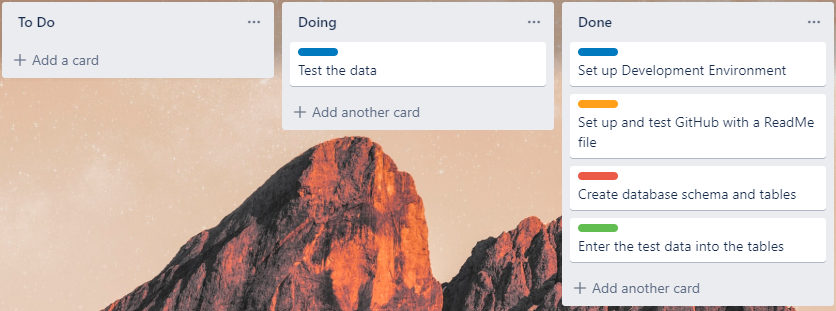 To Do
Add a card
Doing
Test the data
Add another card
Done
Set up Development Environment
Set up and test GitHub with a ReadMe
file
Create database schema and tables
Enter the test data into the tables
Add another card